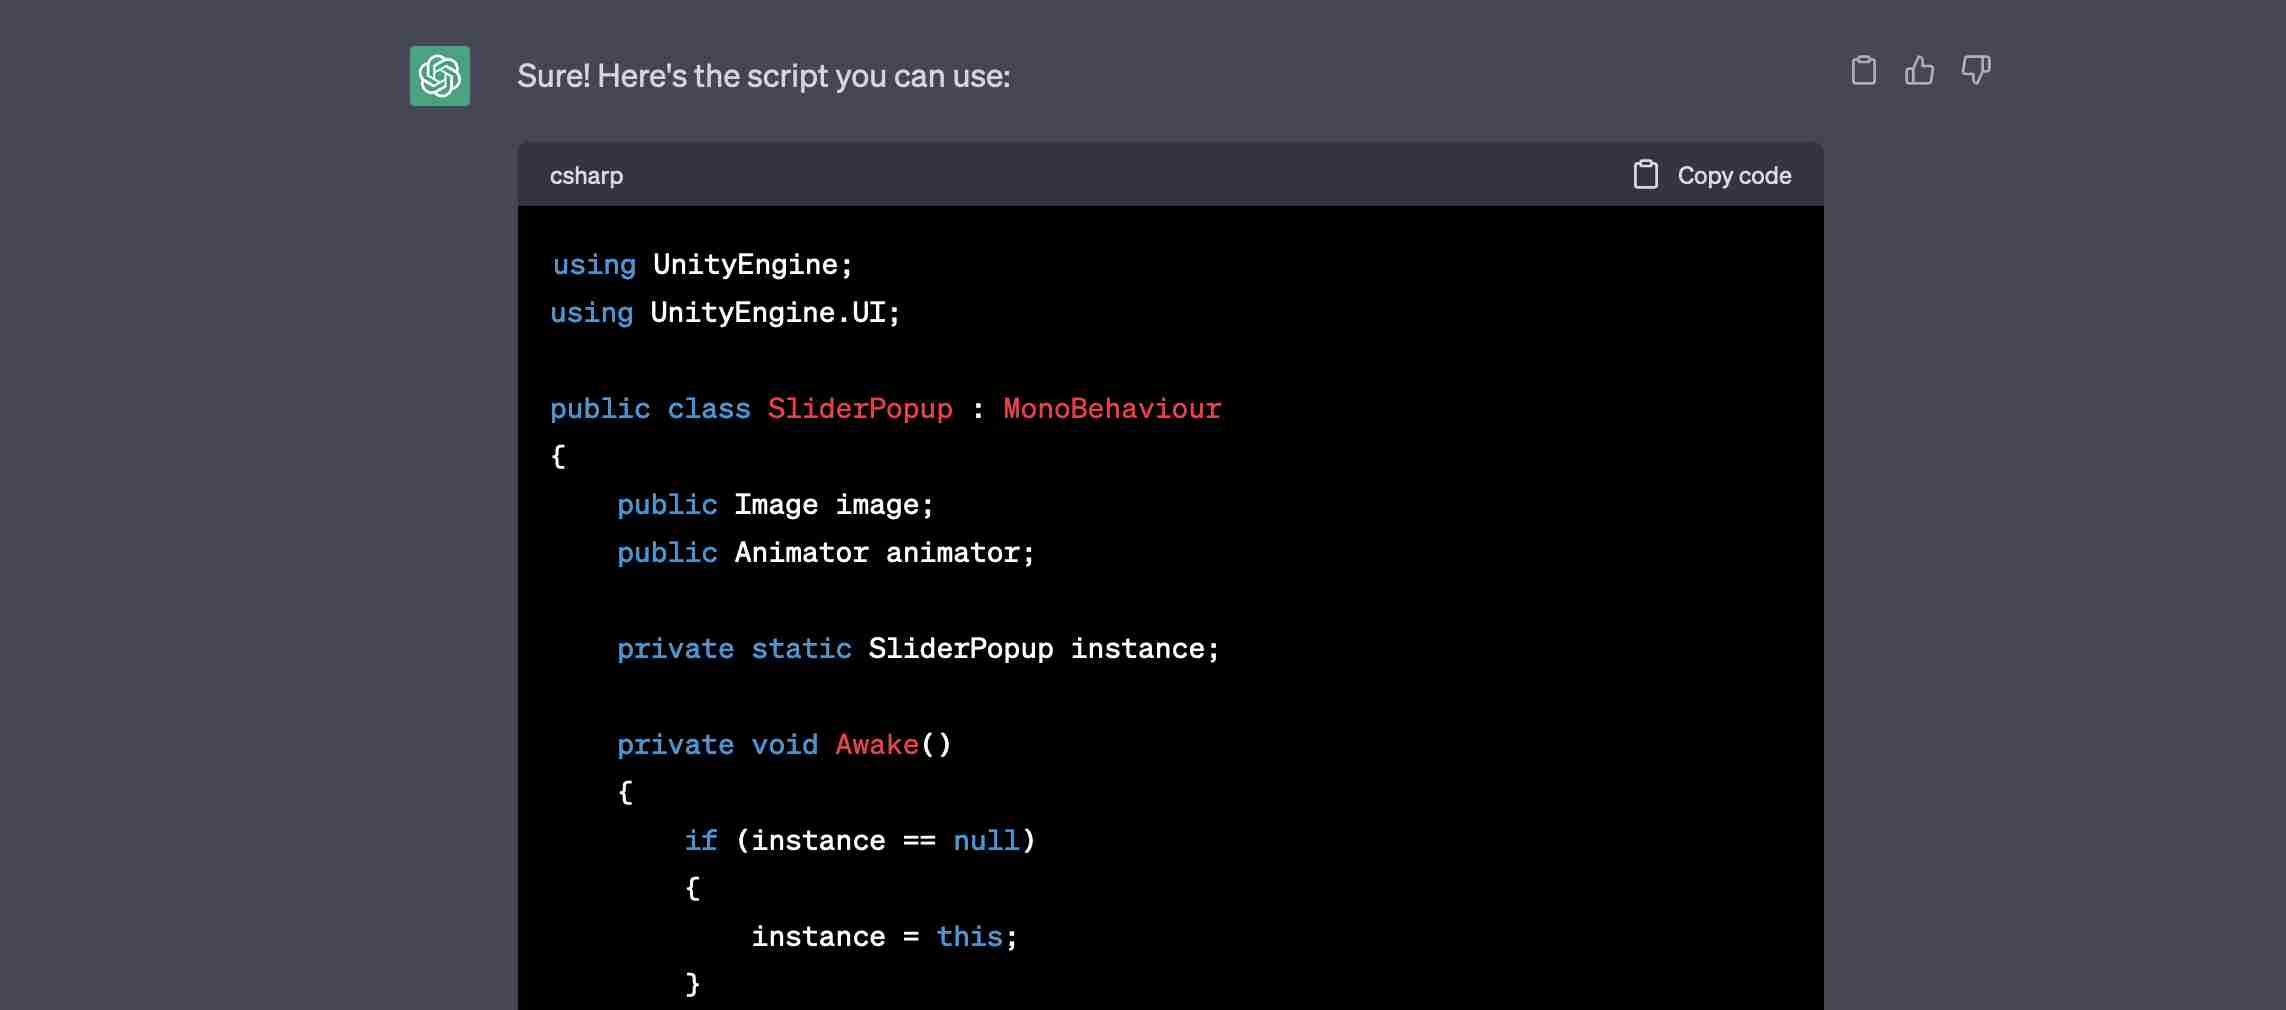 Sure! Here's the script you can use:
csharp
Copy code
using UnityEngine;
using UnityEngine.UI;
public class SliderPopup : MonoBehaviour
{
    public Image image;
    public Animator animator;
    private static SliderPopup instance;
    private void Awake()
    {
        if (instance == null)
        {
            instance = this;
        }